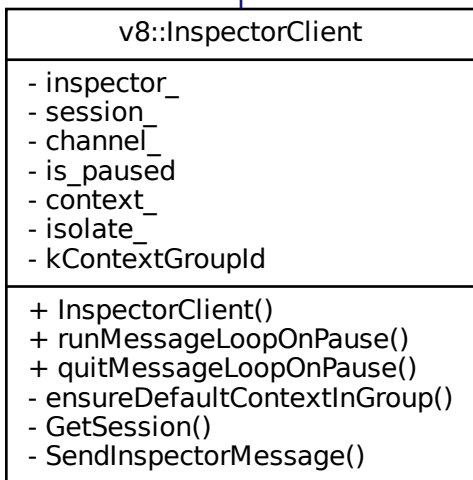 v8::InspectorClient
- inspector_
- session_
- channel_
- is_paused
- context_
- isolate_
- kContextGroupId
+ InspectorClient()
+ runMessageLoopOnPause()
+ quitMessageLoopOnPause()
- ensureDefaultContextInGroup()
- GetSession()
- SendInspectorMessage()